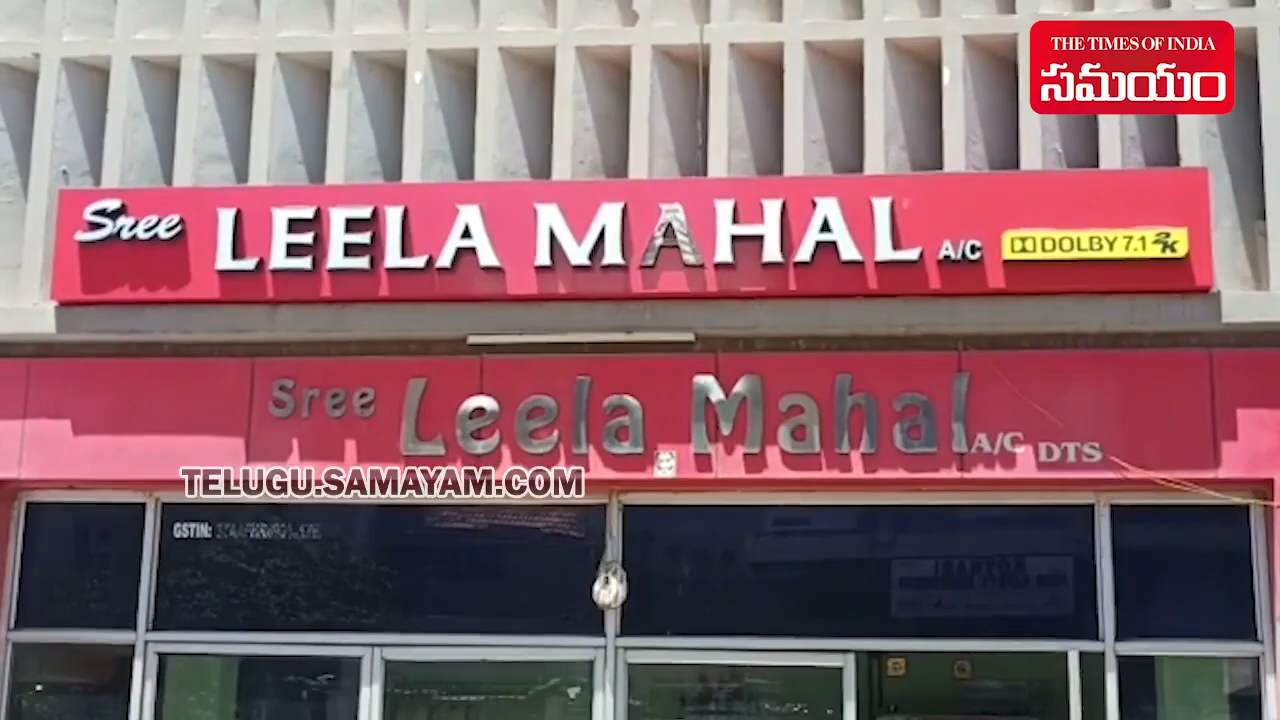 THE TIMES OF INDIA
సమయం
Sree LEELA MAHAL A/C DOLBY 7.1 2K
Sree Leela Mahal A/C DTS
TELUGU.SAMAYAM.COM
GSTIN: